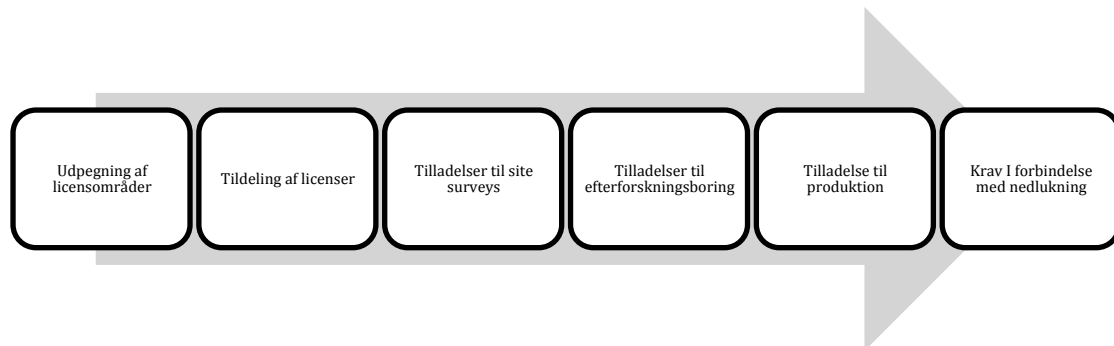 Udpegning af
licensområder
Tildeling af licenser
Tilladelser til site
surveys
Tilladelser til
efterforskningsboring
Tilladelse til
produktion
Krav I forbindelse
med nedlukning